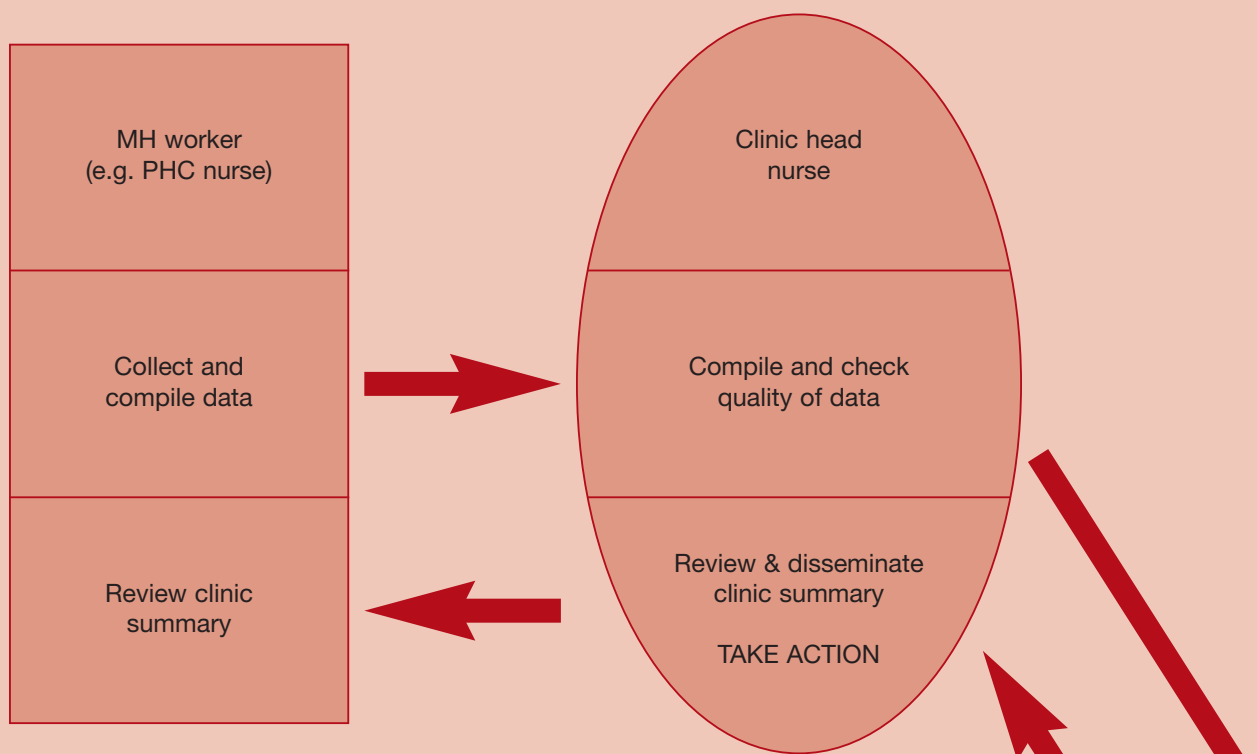 MH worker
(e.g. PHC nurse)
Clinic head
nurse
Collect and
compile data
Compile and check
quality of data
Review clinic
summary
Review & disseminate
clinic summary
TAKE ACTION